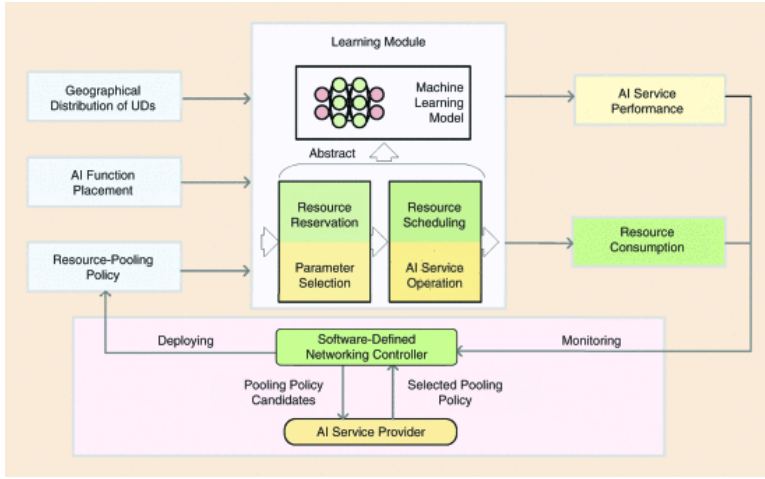 Learning Module
Geographical
Distribution of UDs
Machine
Learning
Model
AI Service
Performance
Abstract
AI Function
Placement
Resource
Reservation
Resource
Scheduling
Resource
Consumption
Resource-Pooling
Policy
Parameter
Selection
AI Service
Operation
Deploying
Software-Defined
Networking Controller
Monitoring
Pooling Policy
Candidates
Selected Pooling
Policy
AI Service Provider